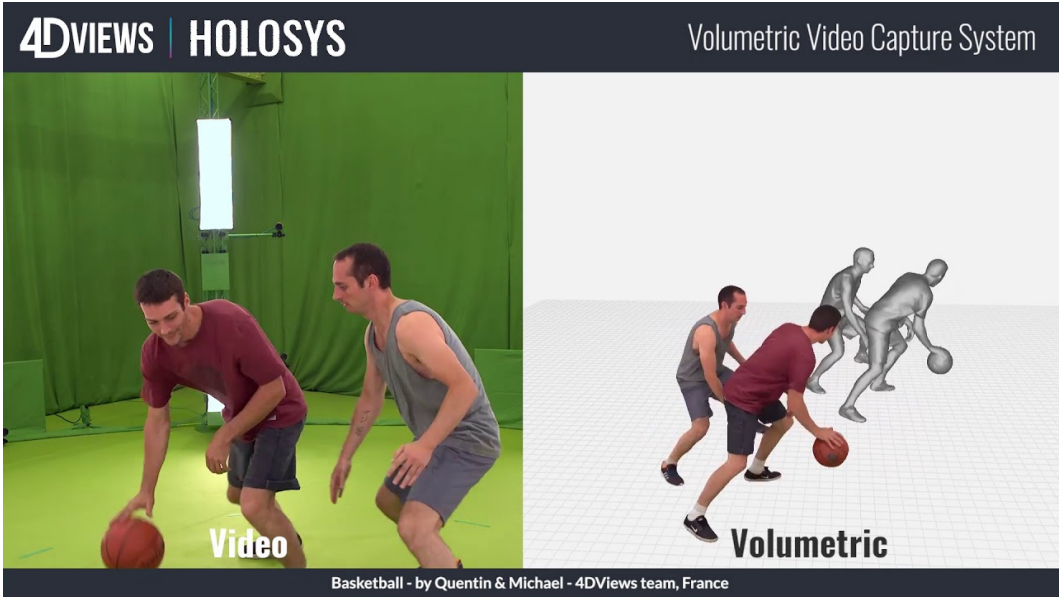 4DVIEWS | HOLOSYS
Volumetric Video Capture System
Video
Volumetric
Basketball - by Quentin & Michael - 4DViews team, France